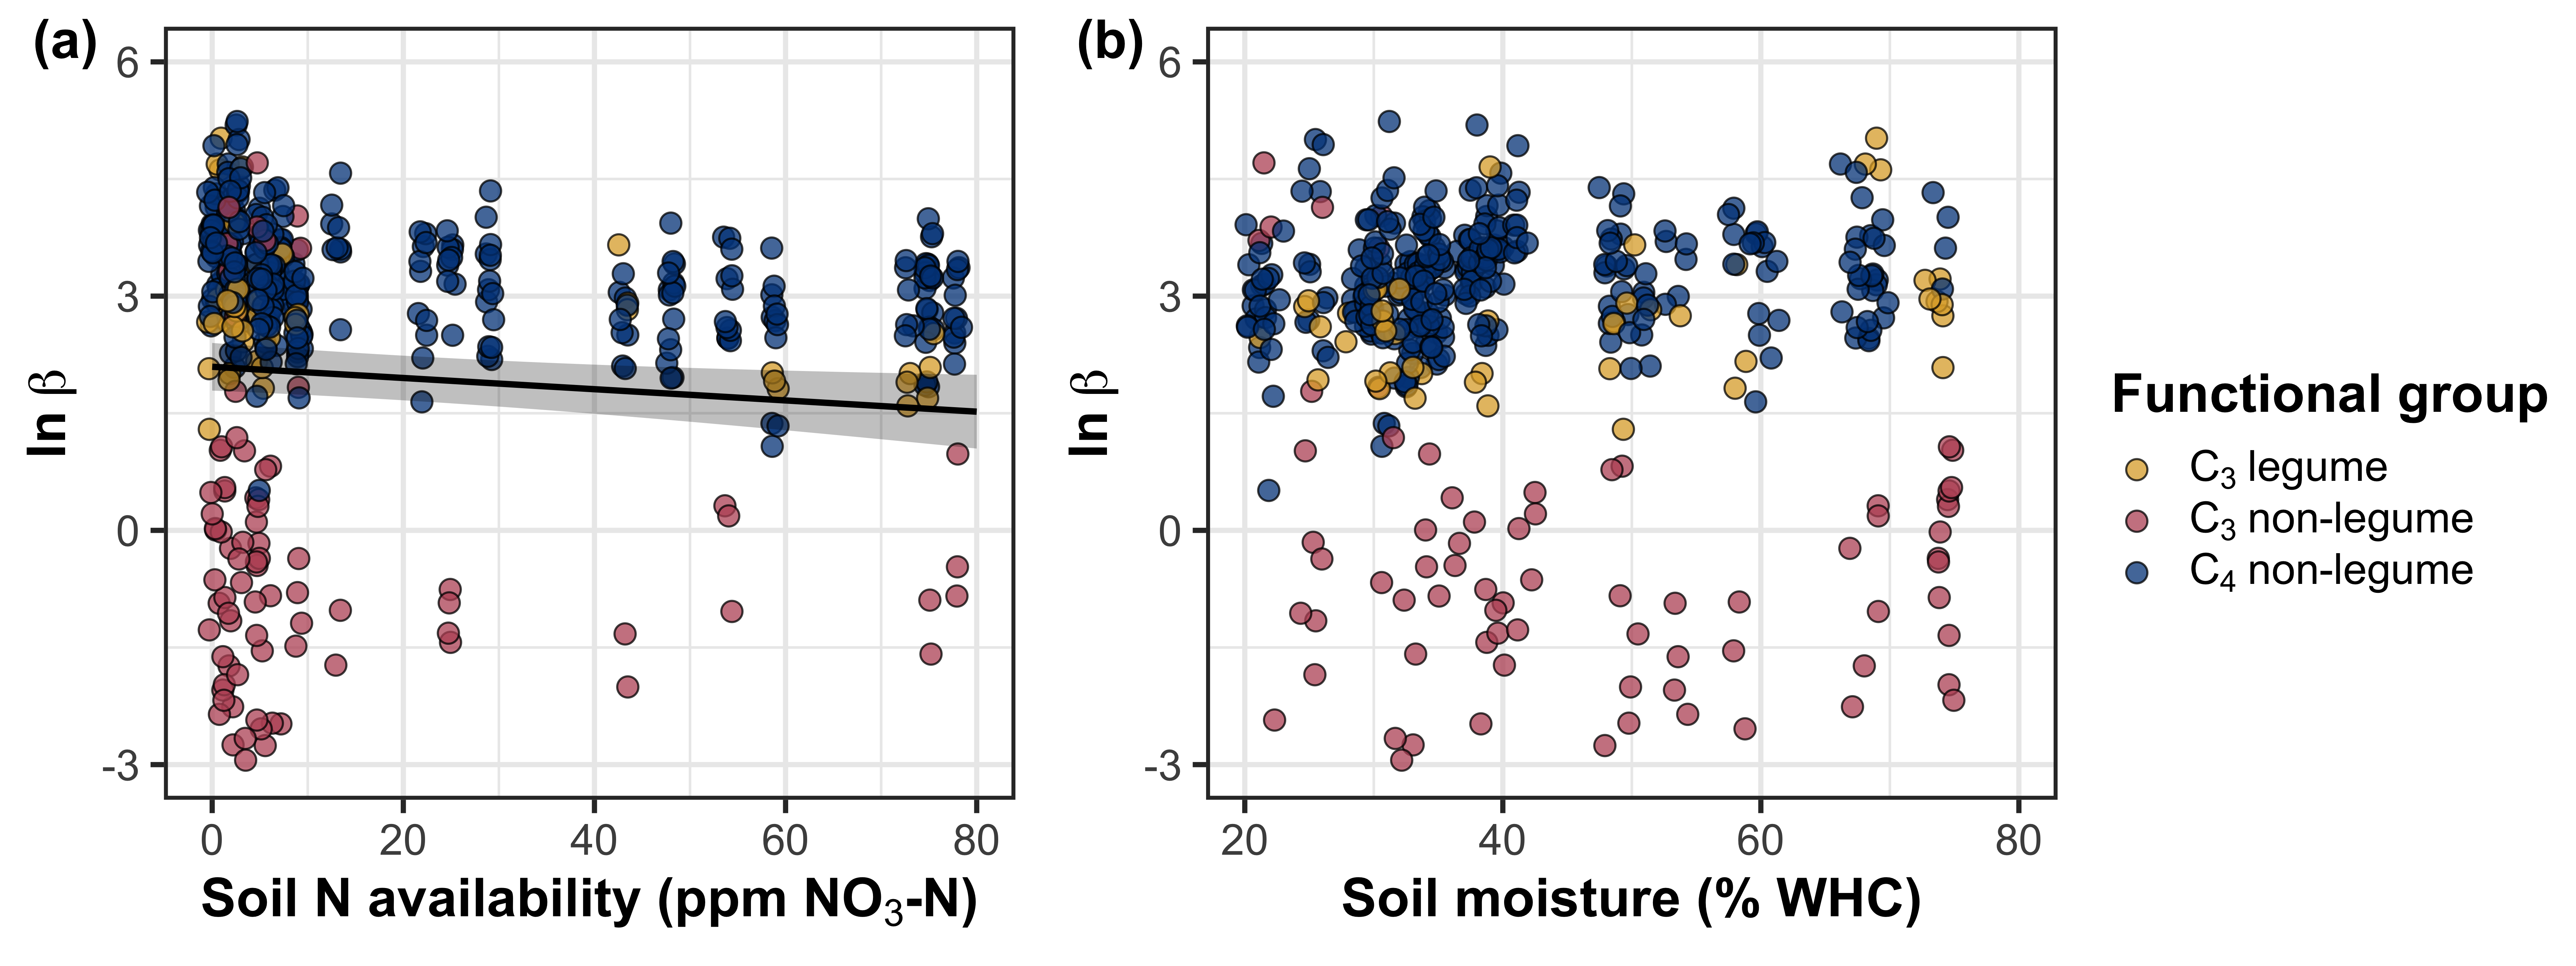 (a)
6
3
0
-3
ln β
0 20 40 60 80
Soil N availability (ppm NO₃-N)
(b)
6
3
0
-3
ln β
20 40 60 80
Soil moisture (% WHC)
Functional group
C₃ legume
C₃ non-legume
C₄ non-legume